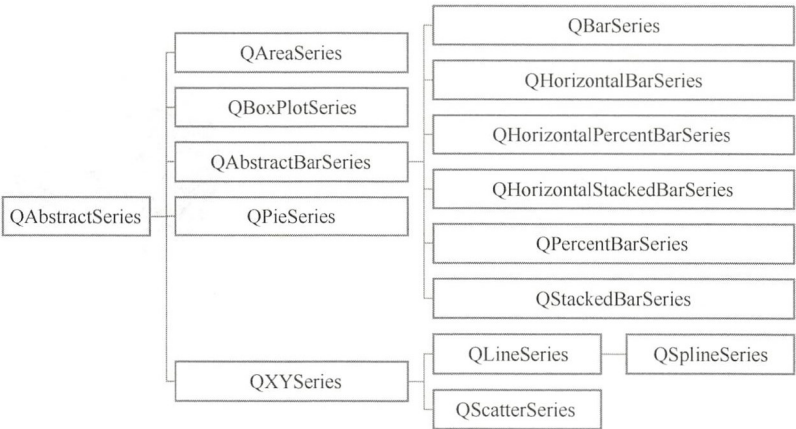 QAbstractSeries
QAreaSeries
QBoxPlotSeries
QAbstractBarSeries
QPieSeries
QXYSeries
QBarSeries
QHorizontalBarSeries
QHorizontalPercentBarSeries
QHorizontalStackedBarSeries
QPercentBarSeries
QStackedBarSeries
QLineSeries
QSplineSeries
QScatterSeries